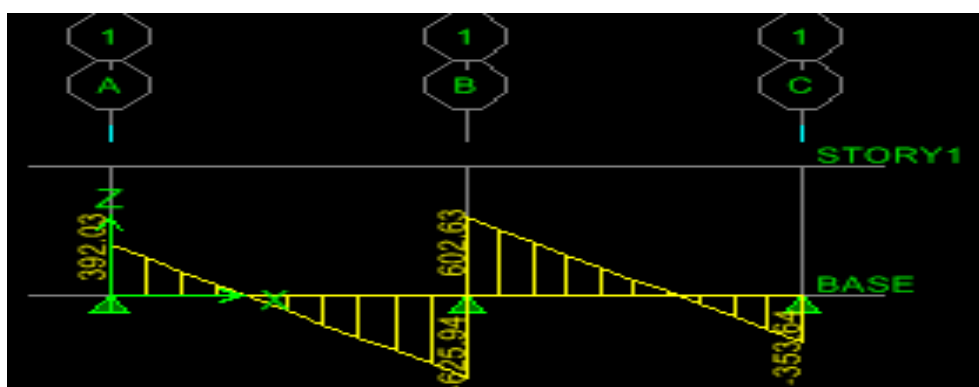 1 1 1
A B C
STORY1
Z
392.03 602.63
X BASE
-625.94 -353.64